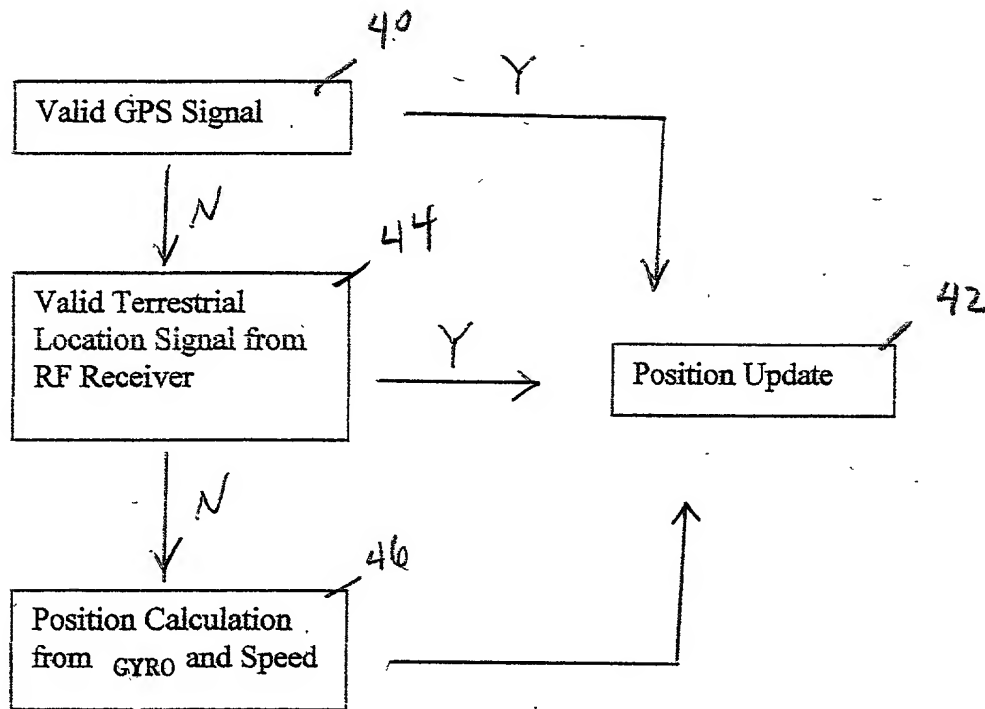 40
Y
Valid GPS Signal
N
44
Valid Terrestrial
Location Signal from
RF Receiver
Y
42
Position Update
N
46
Position Calculation
from GYRO and Speed